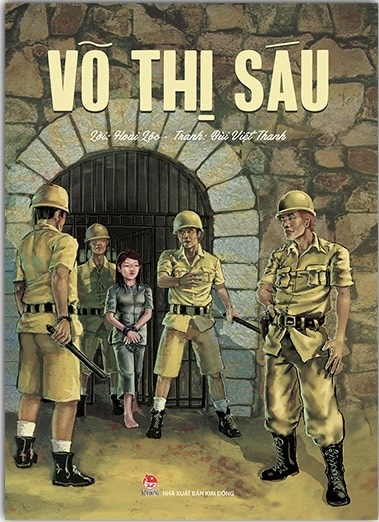 VÕ THỊ SÁU
Lời: Hoài Lộc - Tranh: Bùi Việt Thanh
NHÀ XUẤT BẢN KIM ĐỒNG